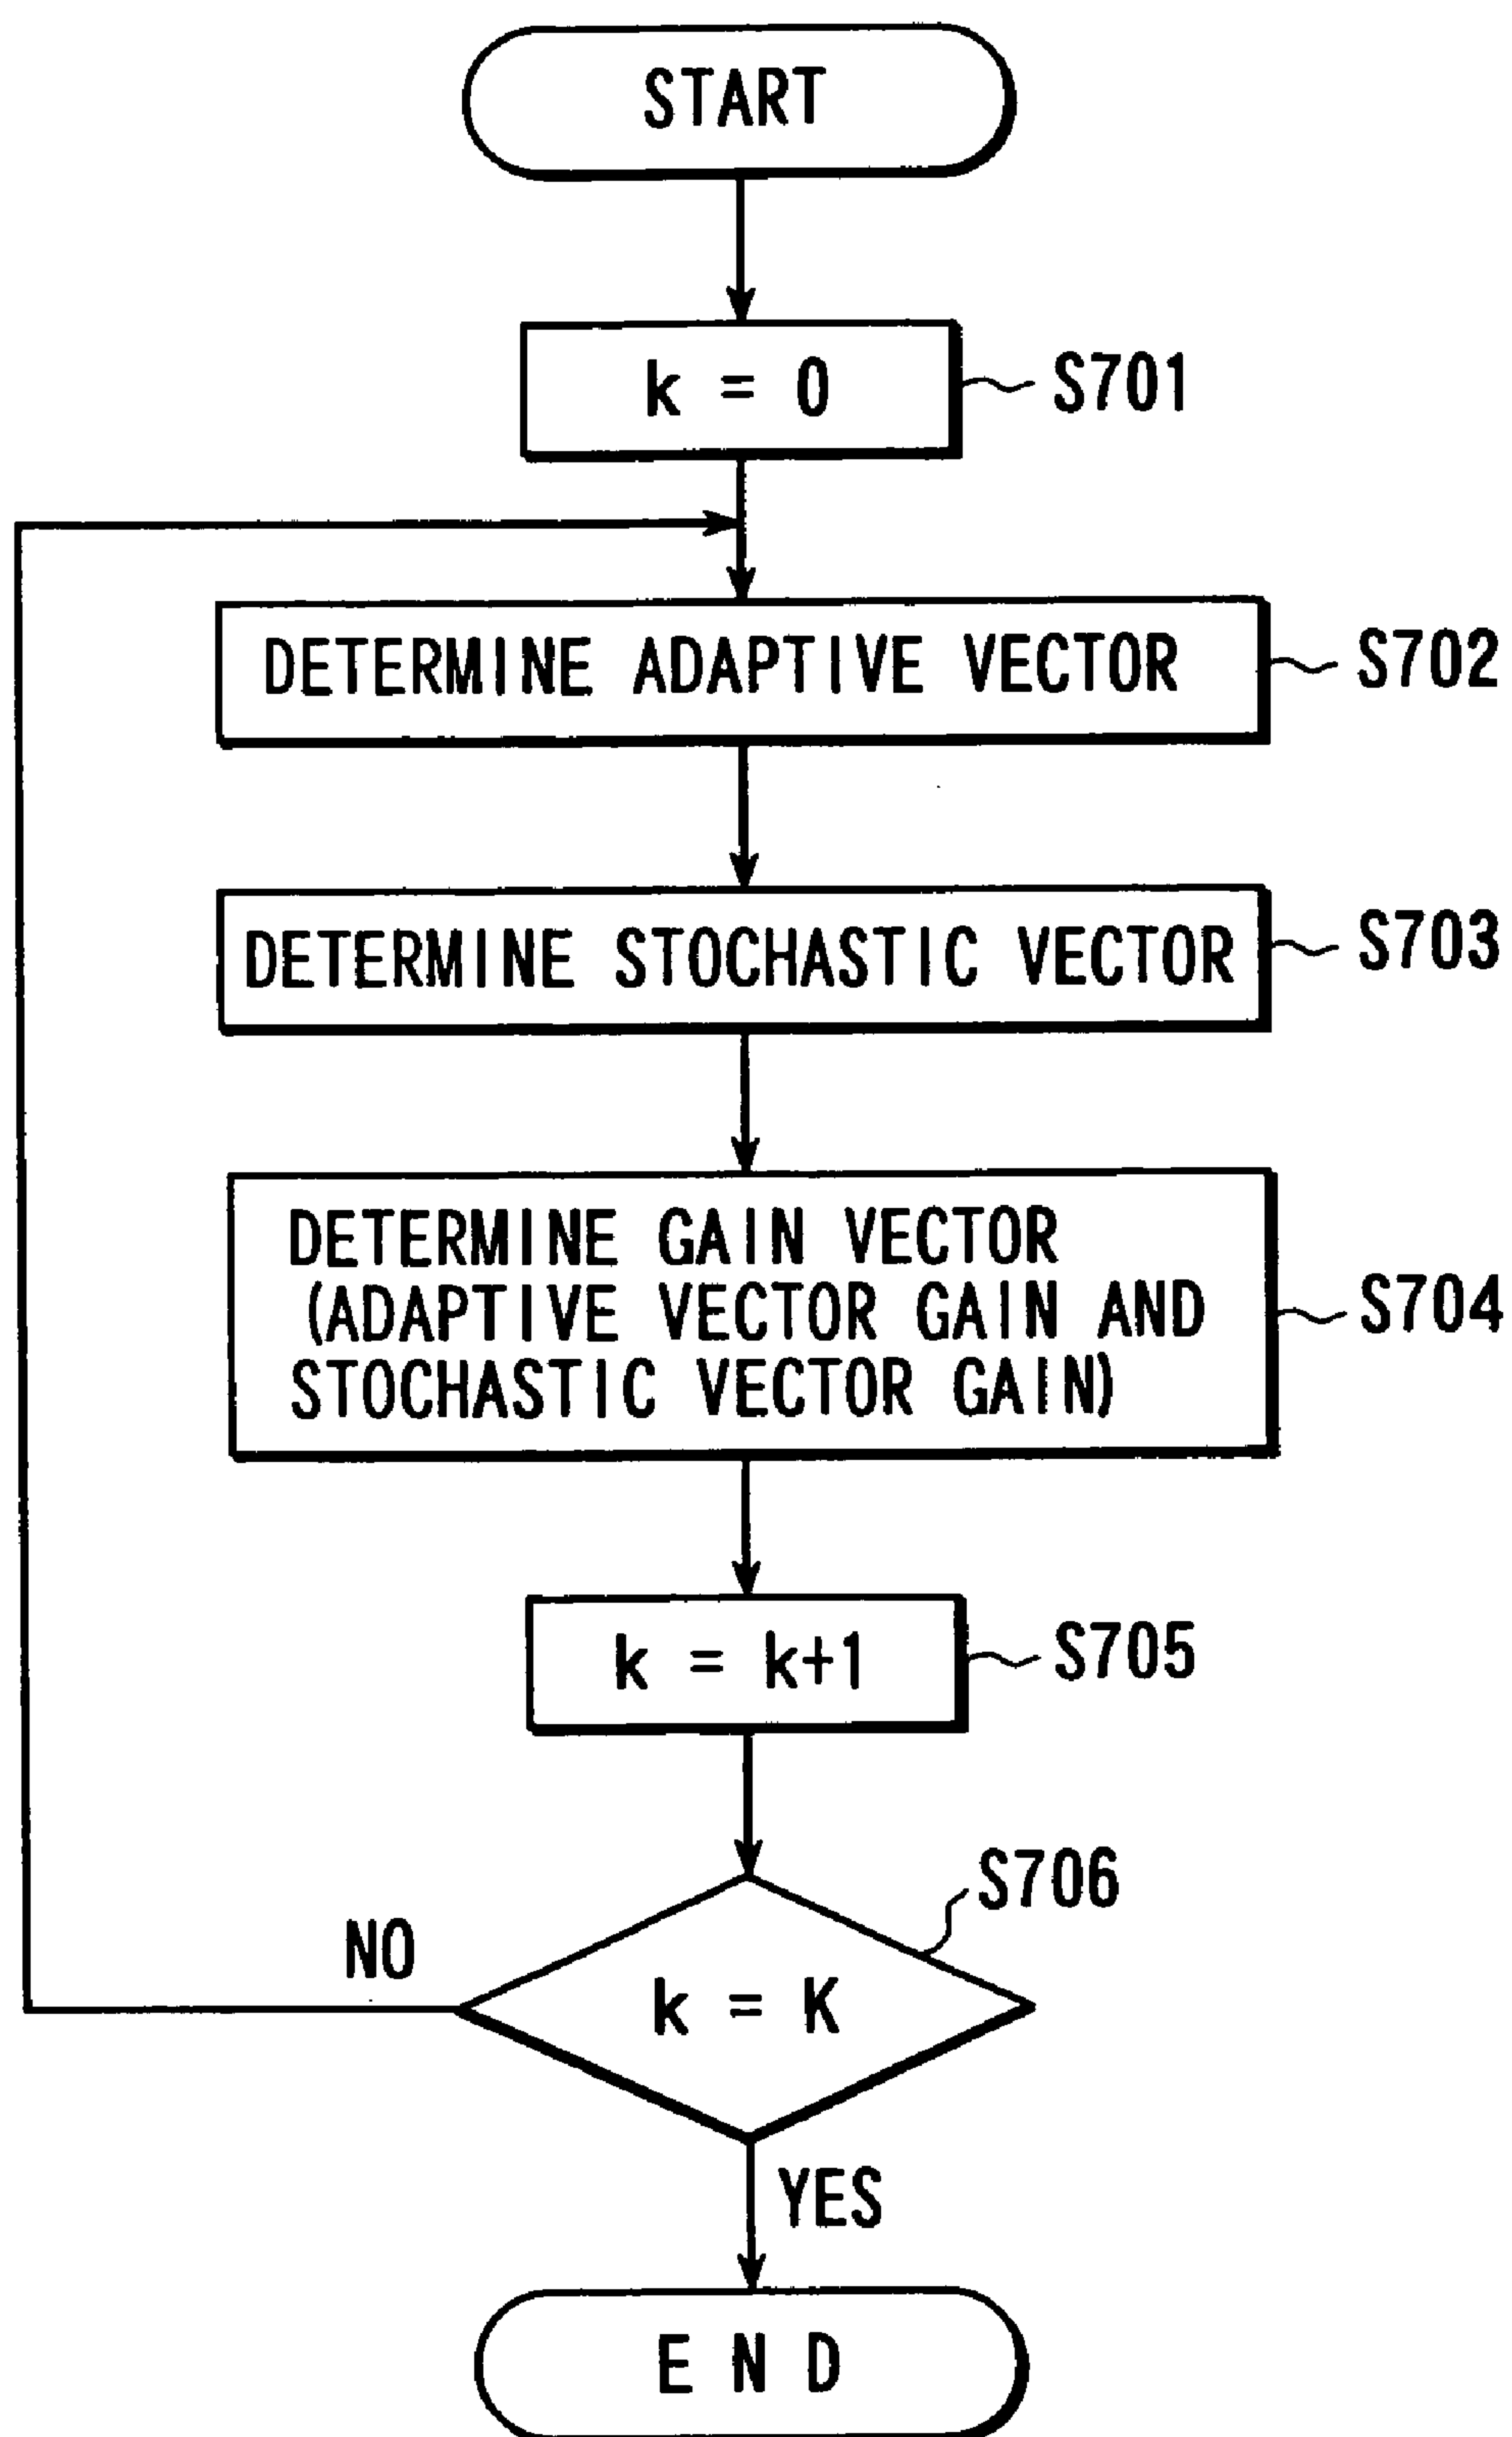 START
k = 0
S701
DETERMINE ADAPTIVE VECTOR
S702
DETERMINE STOCHASTIC VECTOR
S703
DETERMINE GAIN VECTOR
(ADAPTIVE VECTOR GAIN AND
STOCHASTIC VECTOR GAIN)
S704
k = k+1
S705
S706
NO
k = K
YES
END